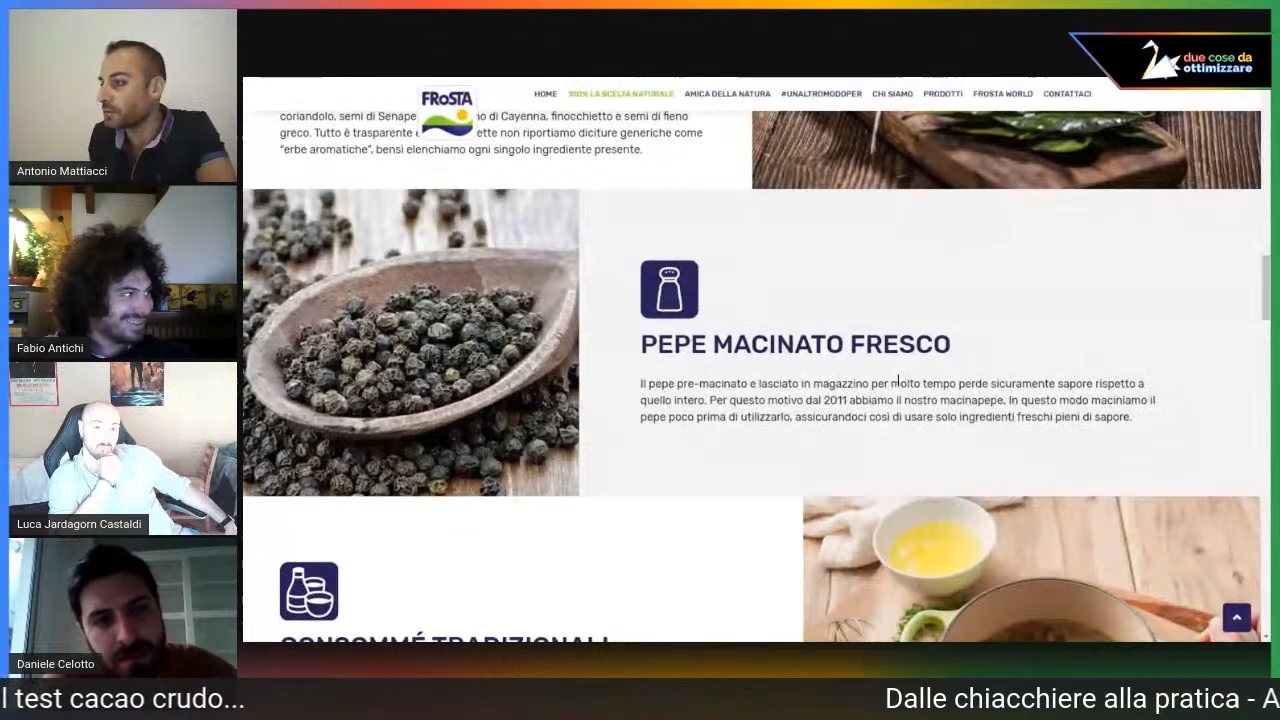 due cose da
ottimizzare
Antonio Mattiacci
Fabio Antichi
Luca Jardagorn Castaldi
Daniele Celotto
FRoSTA
HOME 100% LA SCELTA NATURALE AMICA DELLA NATURA #UNALTROMODOPER CHI SIAMO PRODOTTI FROSTA WORLD CONTATTACI
coriandolo, semi di Senape no di Cayenna, finocchietto e semi di fieno
greco. Tutto è trasparente ette non riportiamo diciture generiche come
"erbe aromatiche", bensì elenchiamo ogni singolo ingrediente presente.
PEPE MACINATO FRESCO
Il pepe pre-macinato e lasciato in magazzino per molto tempo perde sicuramente sapore rispetto a
quello intero. Per questo motivo dal 2011 abbiamo il nostro macinapepe. In questo modo maciniamo il
pepe poco prima di utilizzarlo, assicurandoci così di usare solo ingredienti freschi pieni di sapore.
CONSOMMÉ TRADIZIONALI
l test cacao crudo... Dalle chiacchiere alla pratica - A